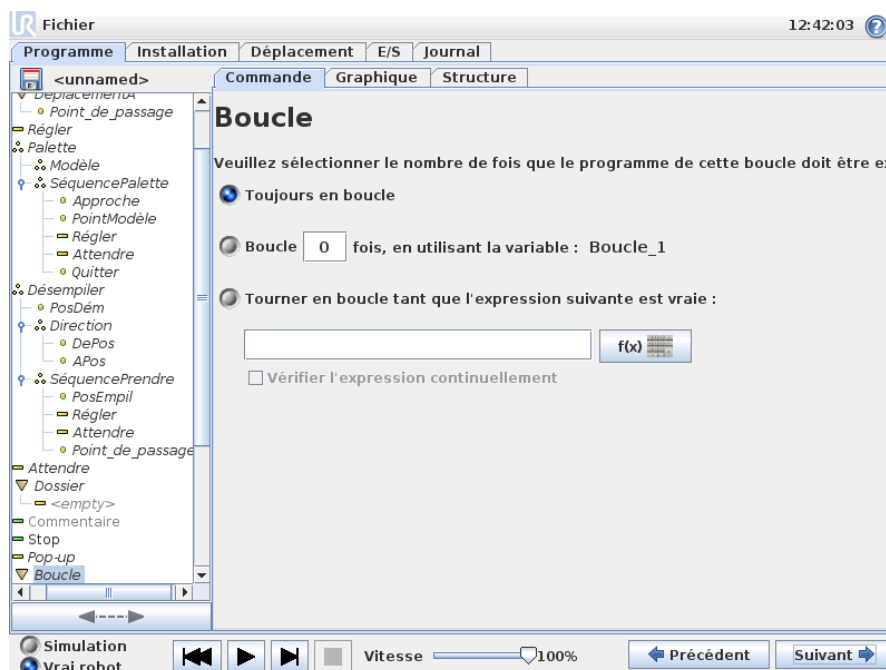 UR Fichier 12:42:03 ?
Programme Installation Déplacement E/S Journal
<unnamed> Commande Graphique Structure
DéplacementA
Point_de_passage
Régler
Palette
Modèle
SéquencePalette
Approche
PointModèle
Régler
Attendre
Quitter
Désempiler
PosDém
Direction
DePos
APos
SéquencePrendre
PosEmpil
Régler
Attendre
Point_de_passage
Attendre
Dossier
<empty>
Commentaire
Stop
Pop-up
Boucle
Boucle
Veuillez sélectionner le nombre de fois que le programme de cette boucle doit être ex
Toujours en boucle
Boucle 0 fois, en utilisant la variable : Boucle_1
Tourner en boucle tant que l'expression suivante est vraie :
f(x)
Vérifier l'expression continuellement
Simulation
Vrai robot
Vitesse 100% Précédent Suivant